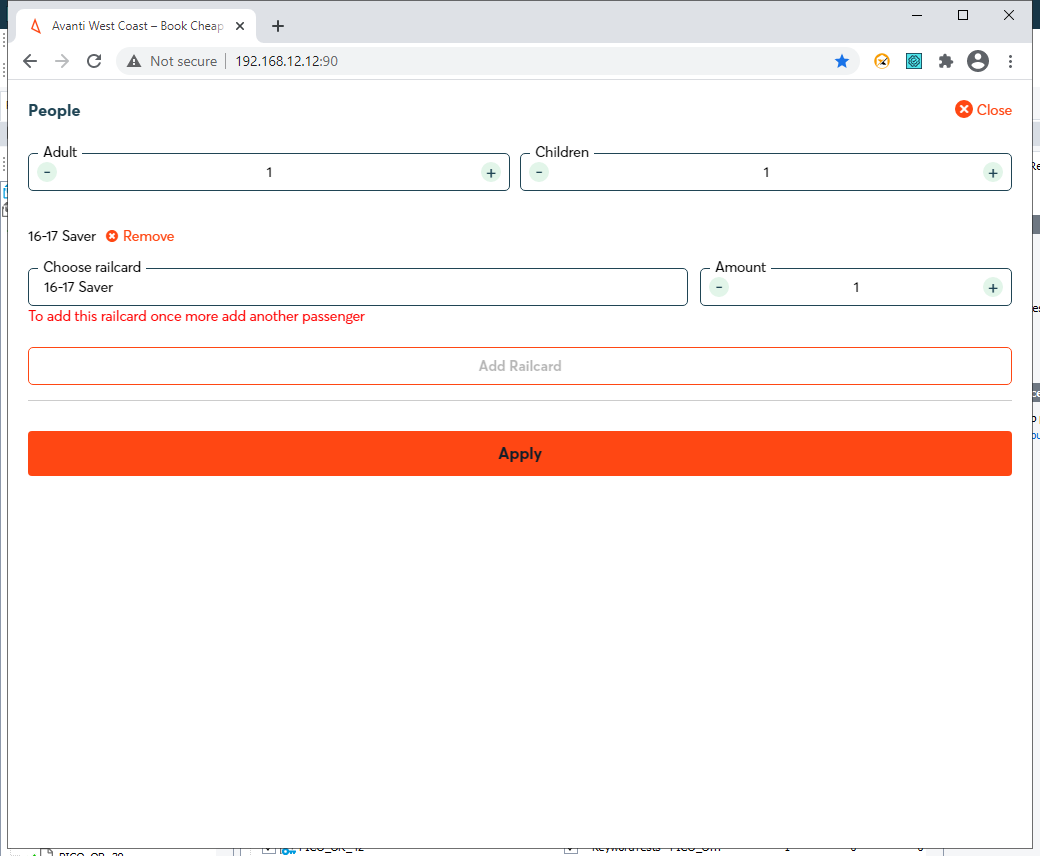 Avanti West Coast – Book Cheap
Not secure 192.168.12.12:90
People
Close
Adult
Children
- 1 +
- 1 +
16-17 Saver Remove
Choose railcard
Amount
16-17 Saver
- 1 +
To add this railcard once more add another passenger
Add Railcard
Apply